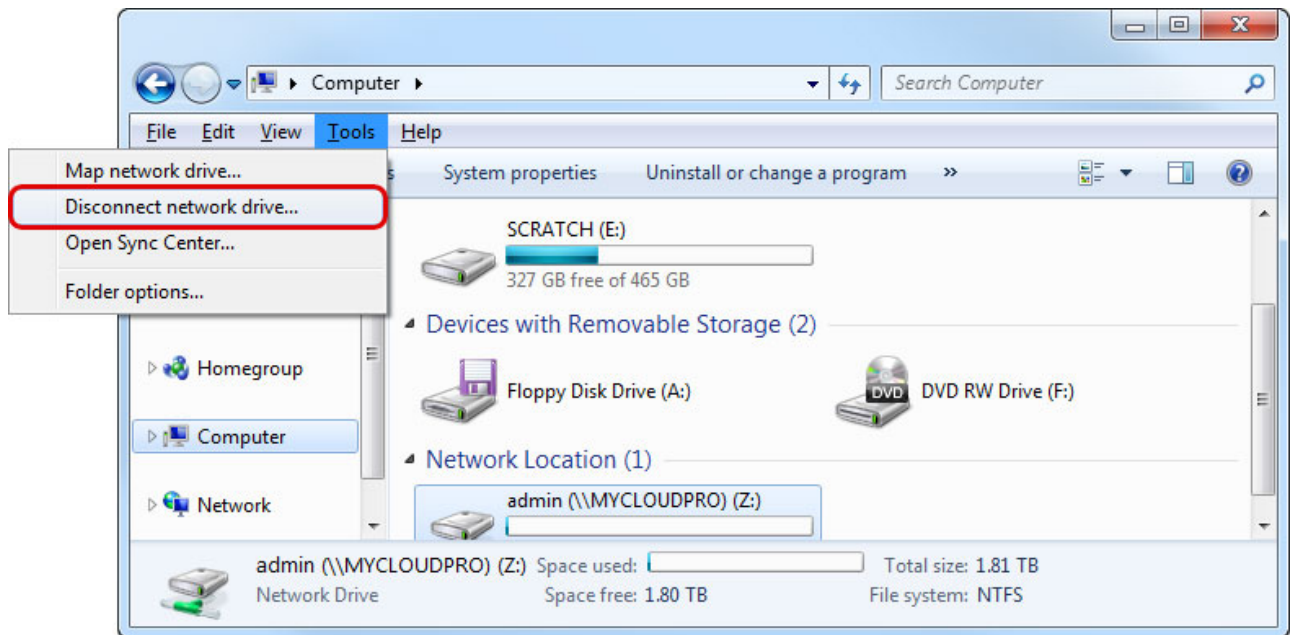 Computer
Search Computer
File Edit View Tools Help
Map network drive...
Disconnect network drive...
Open Sync Center...
Folder options...
s System properties Uninstall or change a program »
SCRATCH (E:)
327 GB free of 465 GB
Devices with Removable Storage (2)
Floppy Disk Drive (A:)
DVD
DVD RW Drive (F:)
Network Location (1)
admin (\\MYCLOUDPRO) (Z:)
Homegroup
Computer
Network
admin (\\MYCLOUDPRO) (Z:) Space used: Total size: 1.81 TB
Network Drive Space free: 1.80 TB File system: NTFS